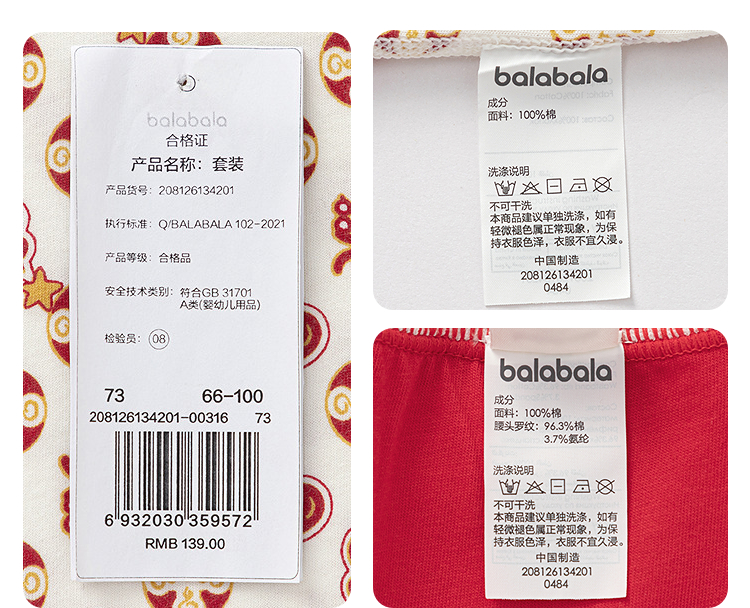 balabala
合格证
产品名称：套装
产品货号：208126134201
执行标准：Q/BALABALA 102-2021
产品等级：合格品
安全技术类别：符合GB 31701
A类(婴幼儿用品)
检验员：08
73 66-100
208126134201-00316 73
6 932030 359572
RMB 139.00
balabala
成分
面料：100%棉
洗涤说明
不可干洗
本商品建议单独洗涤，如有
轻微褪色属正常现象，为保
持衣服色泽，衣服不宜久浸。
中国制造
208126134201
0484
balabala
成分
面料：100%棉
腰头罗纹：96.3%棉
3.7%氨纶
洗涤说明
不可干洗
本商品建议单独洗涤，如有
轻微褪色属正常现象，为保
持衣服色泽，衣服不宜久浸。
中国制造
208126134201
0484